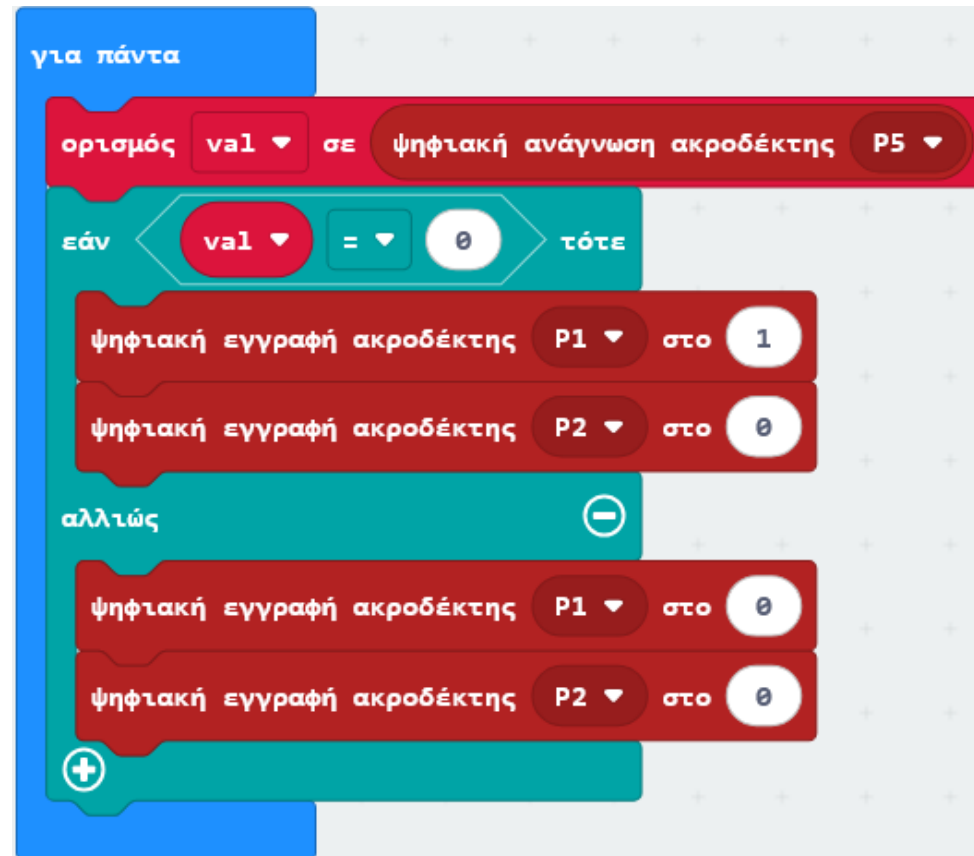 για πάντα
ορισμός val σε ψηφιακή ανάγνωση ακροδέκτης P5
εάν val = 0 τότε
ψηφιακή εγγραφή ακροδέκτης P1 στο 1
ψηφιακή εγγραφή ακροδέκτης P2 στο 0
αλλιώς
ψηφιακή εγγραφή ακροδέκτης P1 στο 0
ψηφιακή εγγραφή ακροδέκτης P2 στο 0